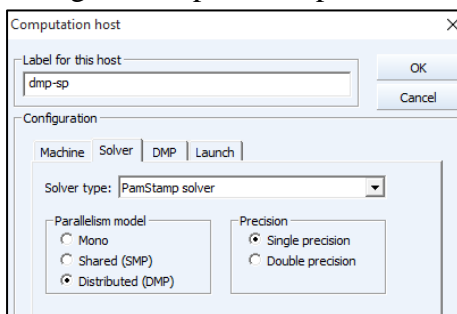 Computation host
Label for this host
dmp-sp
OK
Cancel
Configuration
Machine Solver DMP Launch
Solver type: PamStamp solver
Parallelism model
Mono
Shared (SMP)
Distributed (DMP)
Precision
Single precision
Double precision